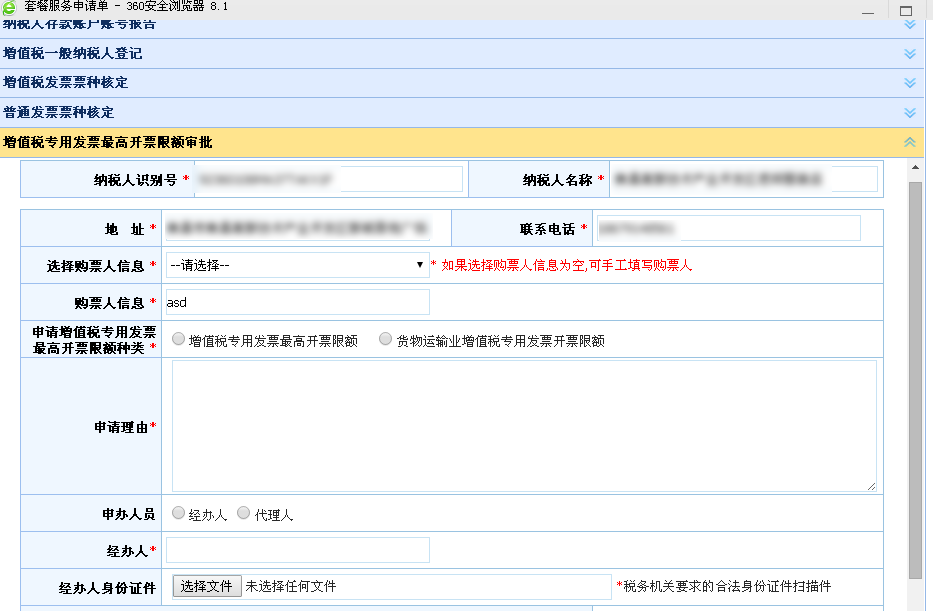 套餐服务申请单 - 360安全浏览器 8.1
纳税人存款账户账号报告
增值税一般纳税人登记
增值税发票票种核定
普通发票票种核定
增值税专用发票最高开票限额审批
纳税人识别号 * 纳税人名称 *
地 址 * 联系电话 *
选择购票人信息 * --请选择-- * 如果选择购票人信息为空,可手工填写购票人
购票人信息 * asd
申请增值税专用发票
最高开票限额种类 * 增值税专用发票最高开票限额 货物运输业增值税专用发票开票限额
申请理由*
申办人员 经办人 代理人
经办人*
经办人身份证件 选择文件 未选择任何文件 *税务机关要求的合法身份证件扫描件